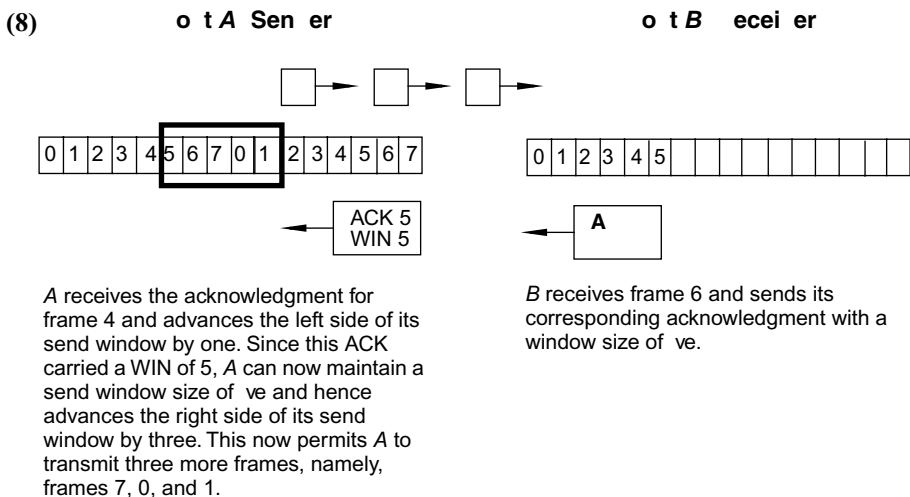 (8)
o t A Sen er
o t B ecei er
0 1 2 3 4 5 6 7 0 1 2 3 4 5 6 7
0 1 2 3 4 5
ACK 5
WIN 5
A
A receives the acknowledgment for
frame 4 and advances the left side of its
send window by one. Since this ACK
carried a WIN of 5, A can now maintain a
send window size of ve and hence
advances the right side of its send
window by three. This now permits A to
transmit three more frames, namely,
frames 7, 0, and 1.
B receives frame 6 and sends its
corresponding acknowledgment with a
window size of ve.